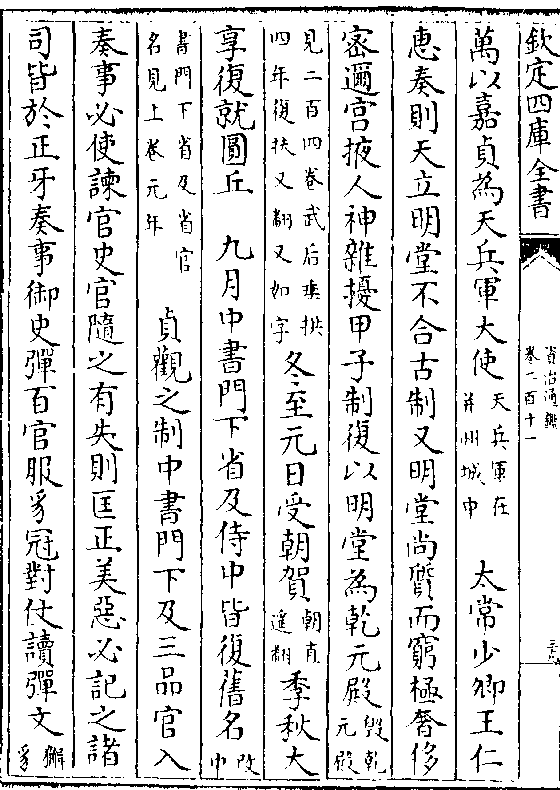 欽定四庫全書
資治通鑑
卷二百十一
萬以嘉貞為天兵軍大使天兵軍在并州城中　太常少卿王仁
惠奏則天立明堂不合古制又明堂尚質而窮極奢侈
密邇宫掖人神雜擾甲子制復以明堂為乾元殿毁乾元殿
見二百四卷武后垂拱四年復扶又翻又如字冬至元日受朝賀朝直遥翻季秋大
享復就圜丘　九月中書門下省及侍中皆復舊名改中
書門下省及省官名見上卷元年　貞觀之制中書門下及三品官入
奏事必使諫官史官隨之有失則匡正美惡必記之諸
司皆於正牙奏事御史彈百官服豸冠對仗讀彈文獬豸